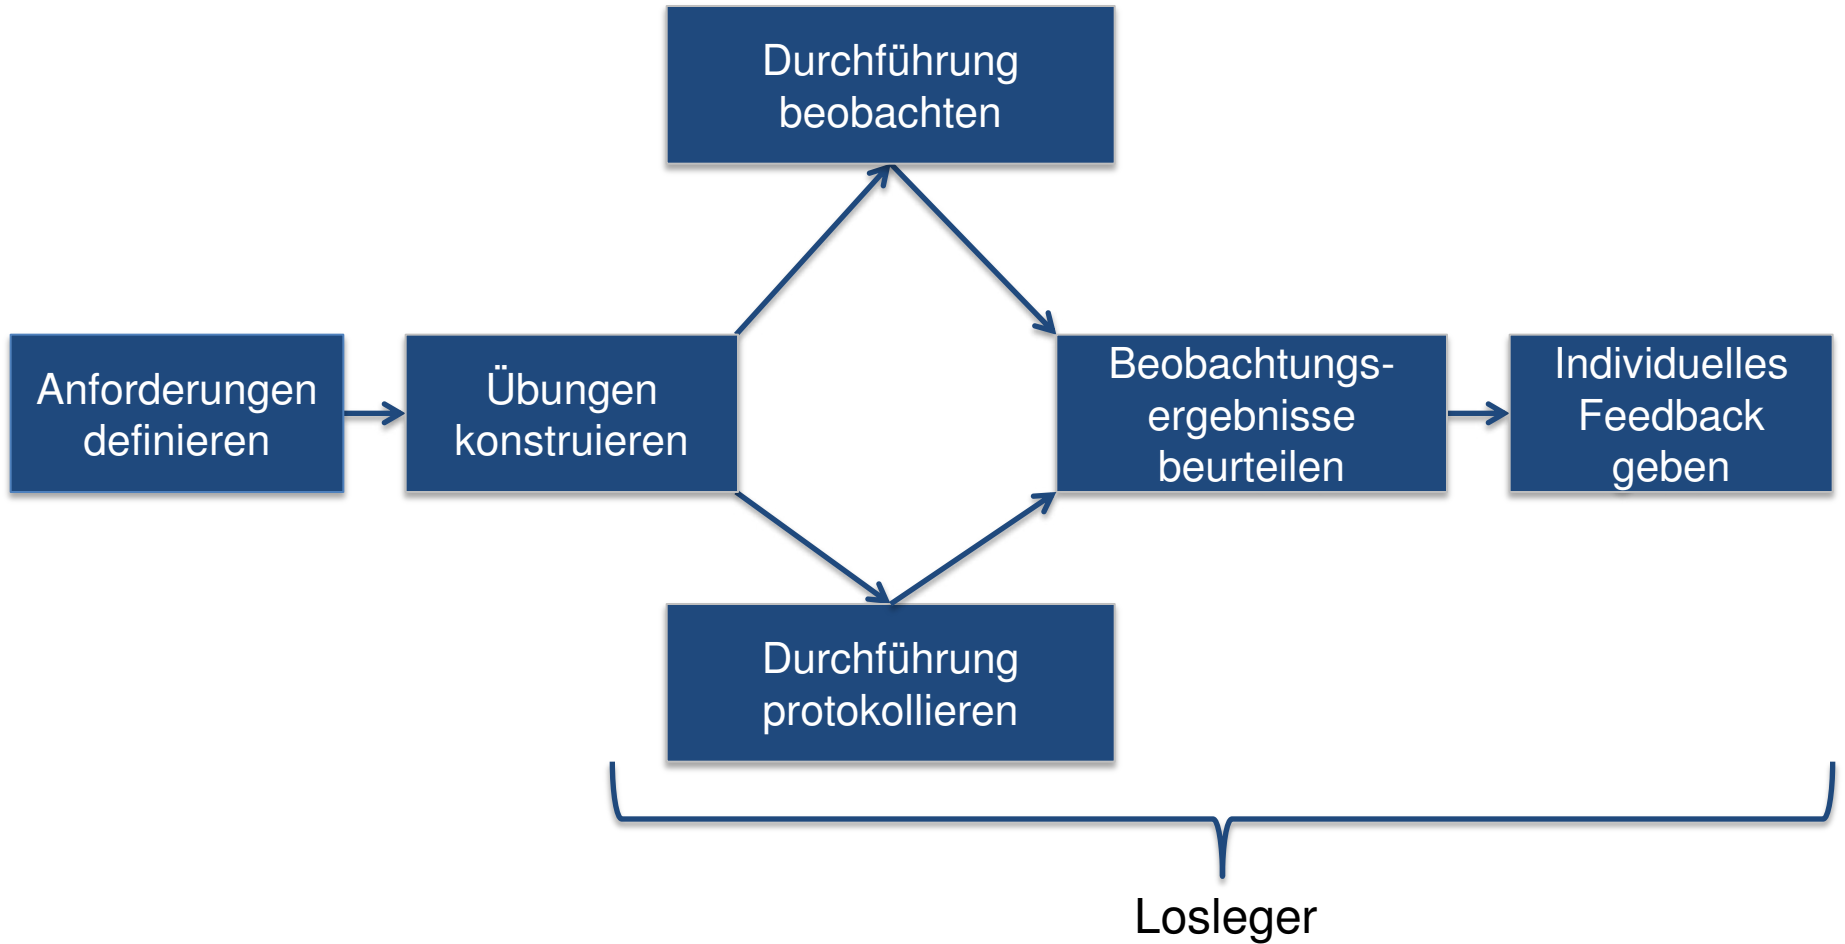 Durchführung
beobachten
Anforderungen
definieren
Übungen
konstruieren
Beobachtungs-
ergebnisse
beurteilen
Individuelles
Feedback
geben
Durchführung
protokollieren
Losleger